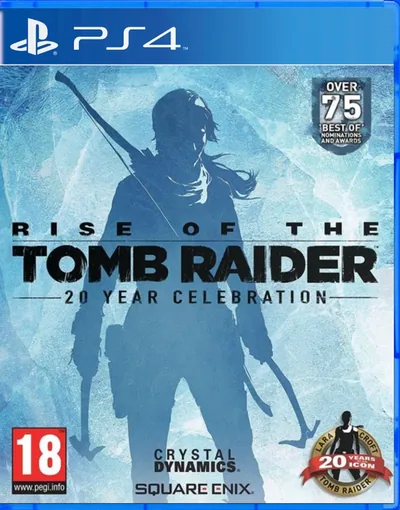 PS4
OVER
75
BEST OF
NOMINATIONS
AND AWARDS
RISE OF THE
TOMB RAIDER
20 YEAR CELEBRATION
18
www.pegi.info
CRYSTAL
DYNAMICS®
SQUARE ENIX®
LARA CROFT
20 YEARS ICON
TOMB RAIDER